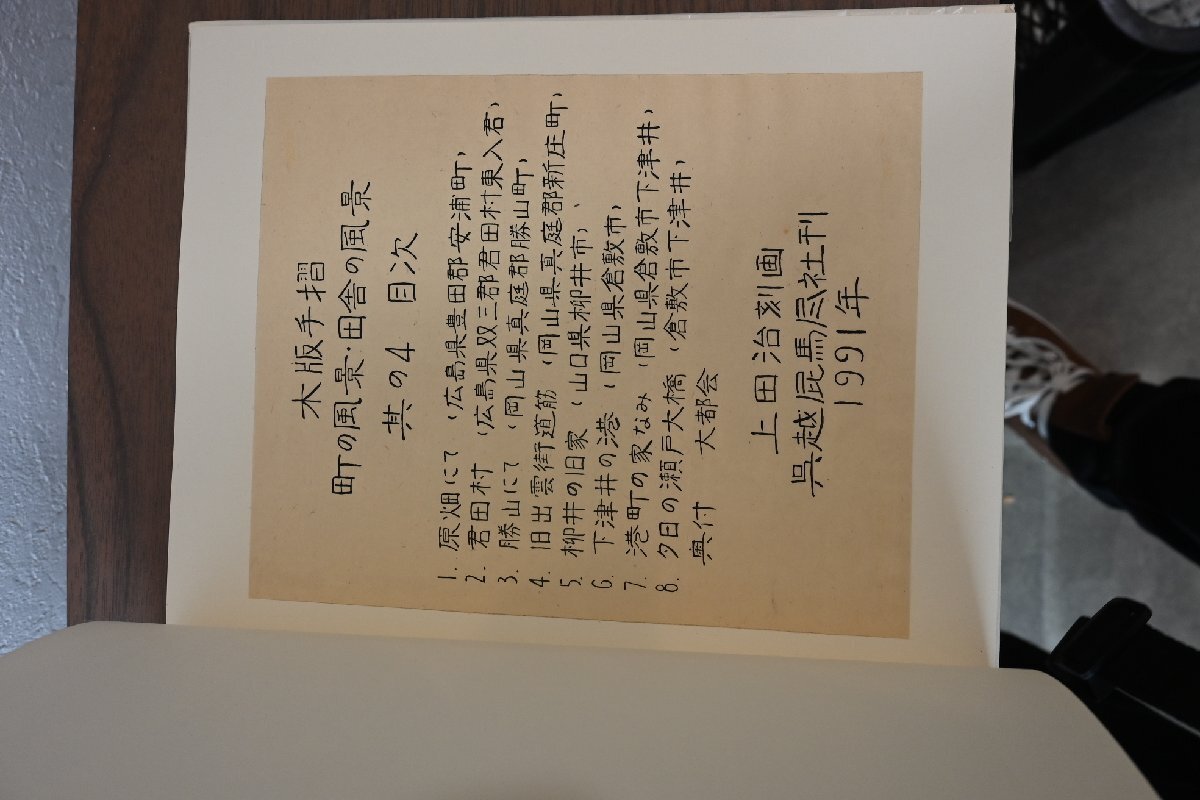 木版手摺
町の風景・田舎の風景
其の4 目次
1. 原畑にて (広島県豊田郡安浦町)
2. 君田村 (広島県双三郡君田村東入君)
3. 勝山にて (岡山県真庭郡勝山町)
4. 旧出雲街道筋 (岡山県真庭郡新庄町)
5. 柳井の旧家 (山口県柳井市)
6. 下津井の港 (岡山県倉敷市)
7. 港町の家なみ (岡山県倉敷市下津井)
8. 夕日の瀬戸大橋 (倉敷市下津井)
奥付 大都会
上田治刻画
呉越屁馬尽社刊
1991年